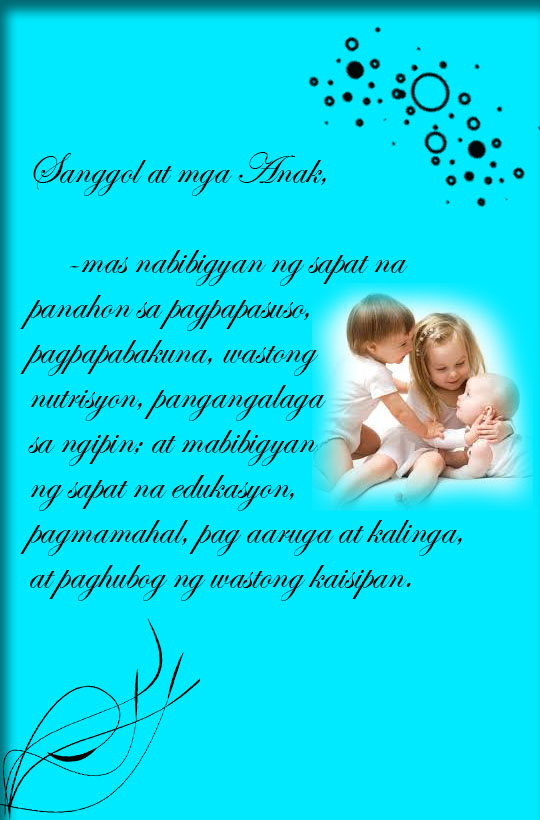 Sanggol at mga Anak,
-mas nabibigyan ng sapat na
panahon sa pagpapasuso,
pagpapabakuna, wastong
nutrisyon, pangangalaga
sa ngipin; at mabibigyan
ng sapat na edukasyon,
pagmamahal, pag aaruga at kalinga,
at paghubog ng wastong kaisipan.